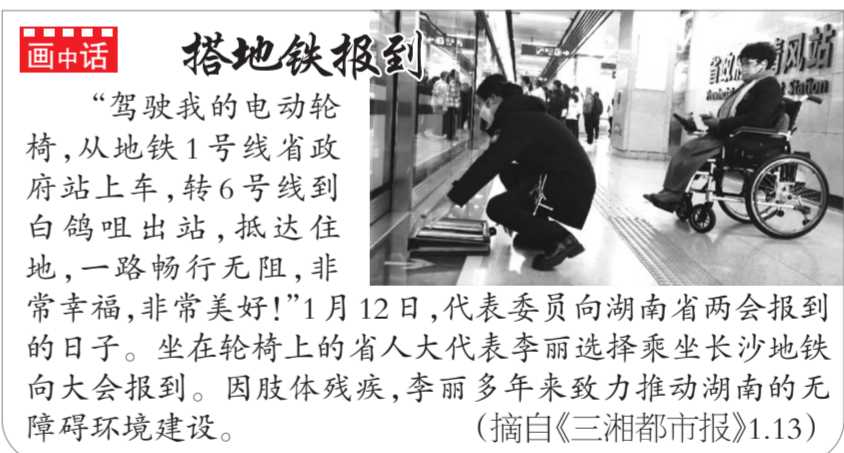 画中话
搭地铁报到
省政 清风站
Station
“驾驶我的电动轮
椅,从地铁1号线省政
府站上车,转6号线到
白鸽咀出站,抵达住
地,一路畅行无阻,非
常幸福,非常美好!”1月12日,代表委员向湖南省两会报到
的日子。坐在轮椅上的省人大代表李丽选择乘坐长沙地铁
向大会报到。因肢体残疾,李丽多年来致力推动湖南的无
障碍环境建设。 (摘自《三湘都市报》1.13)